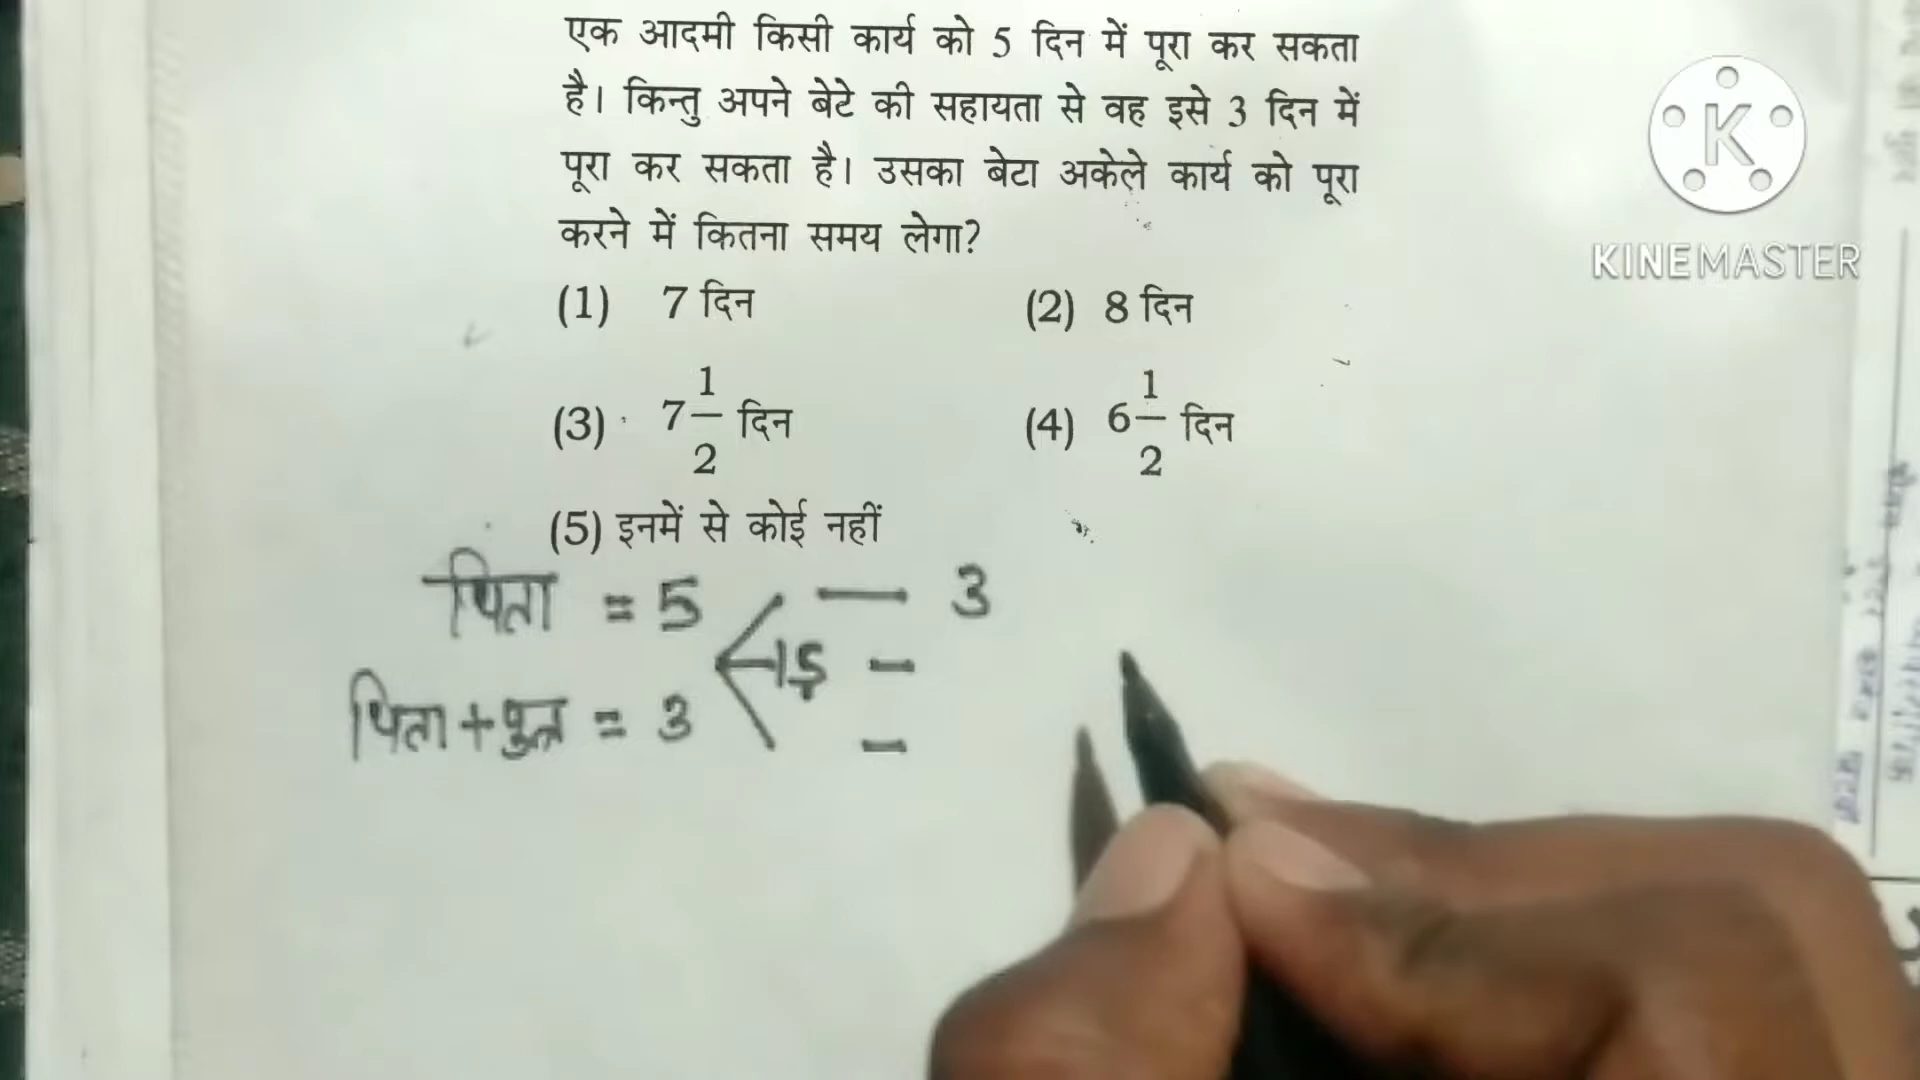 एक आदमी किसी कार्य को 5 दिन में पूरा कर सकता
है। किन्तु अपने बेटे की सहायता से वह इसे 3 दिन में
पूरा कर सकता है। उसका बेटा अकेले कार्य को पूरा
करने में कितना समय लेगा?
(1) 7 दिन (2) 8 दिन
(3) 7 1/2 दिन (4) 6 1/2 दिन
(5) इनमें से कोई नहीं
पिता = 5 — 3
15 –
पिता + पुत्र = 3 –
K
KINEMASTER